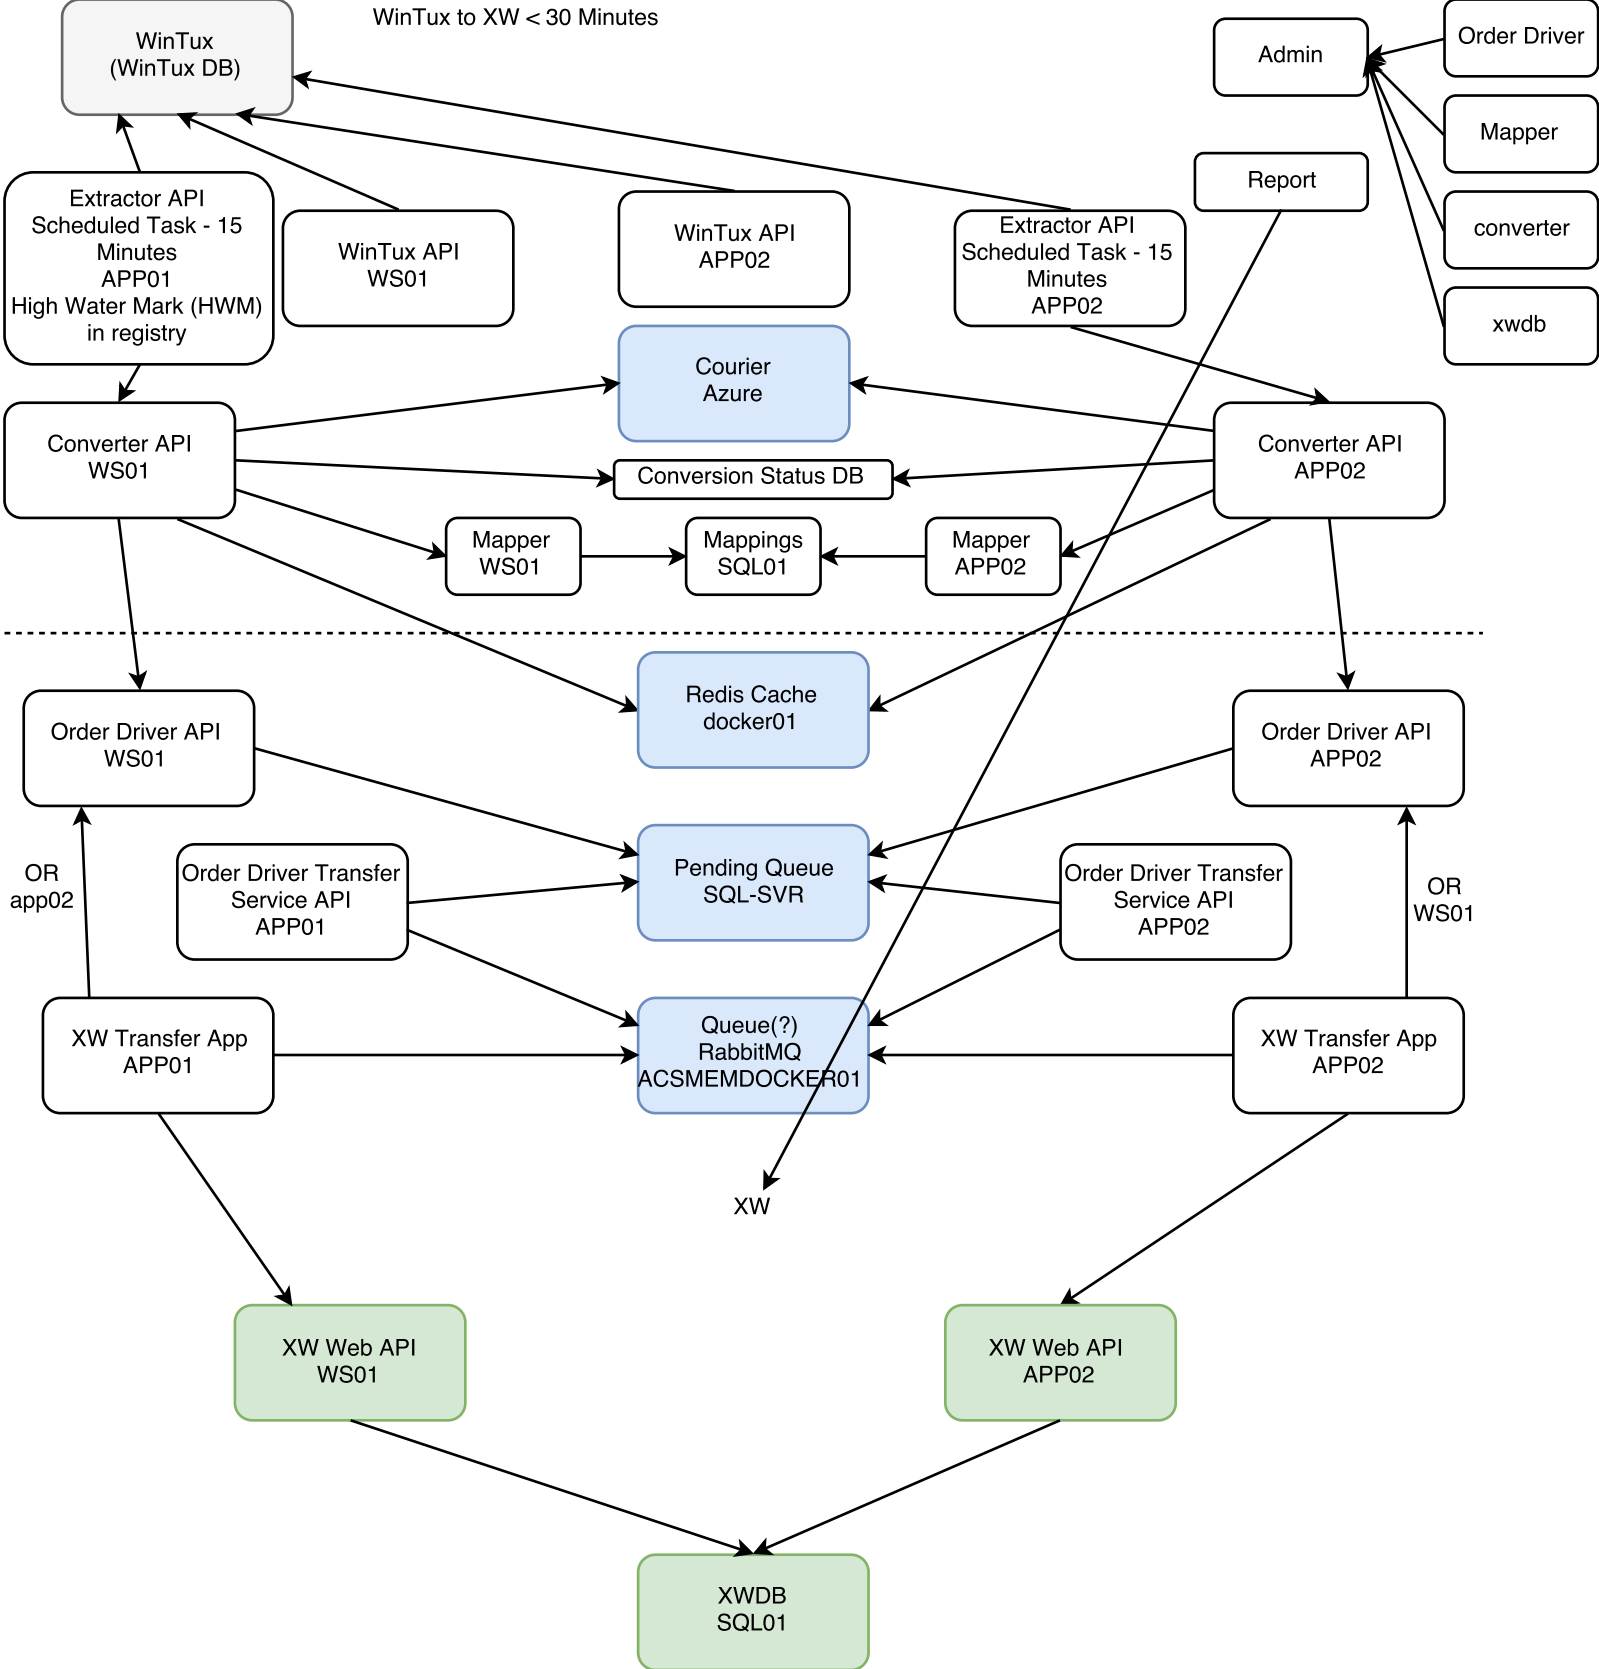 WinTux to XW < 30 Minutes
WinTux
(WinTux DB)
Admin
Order Driver
Mapper
converter
xwdb
Report
Extractor API
Scheduled Task - 15
Minutes
APP01
High Water Mark (HWM)
in registry
WinTux API
WS01
WinTux API
APP02
Extractor API
Scheduled Task - 15
Minutes
APP02
Courier
Azure
Converter API
WS01
Conversion Status DB
Converter API
APP02
Mapper
WS01
Mappings
SQL01
Mapper
APP02
Redis Cache
docker01
Order Driver API
WS01
Order Driver API
APP02
OR
app02
Order Driver Transfer
Service API
APP01
Pending Queue
SQL-SVR
Order Driver Transfer
Service API
APP02
OR
WS01
XW Transfer App
APP01
Queue(?)
RabbitMQ
ACSMEMDOCKER01
XW Transfer App
APP02
XW
XW Web API
WS01
XW Web API
APP02
XWDB
SQL01